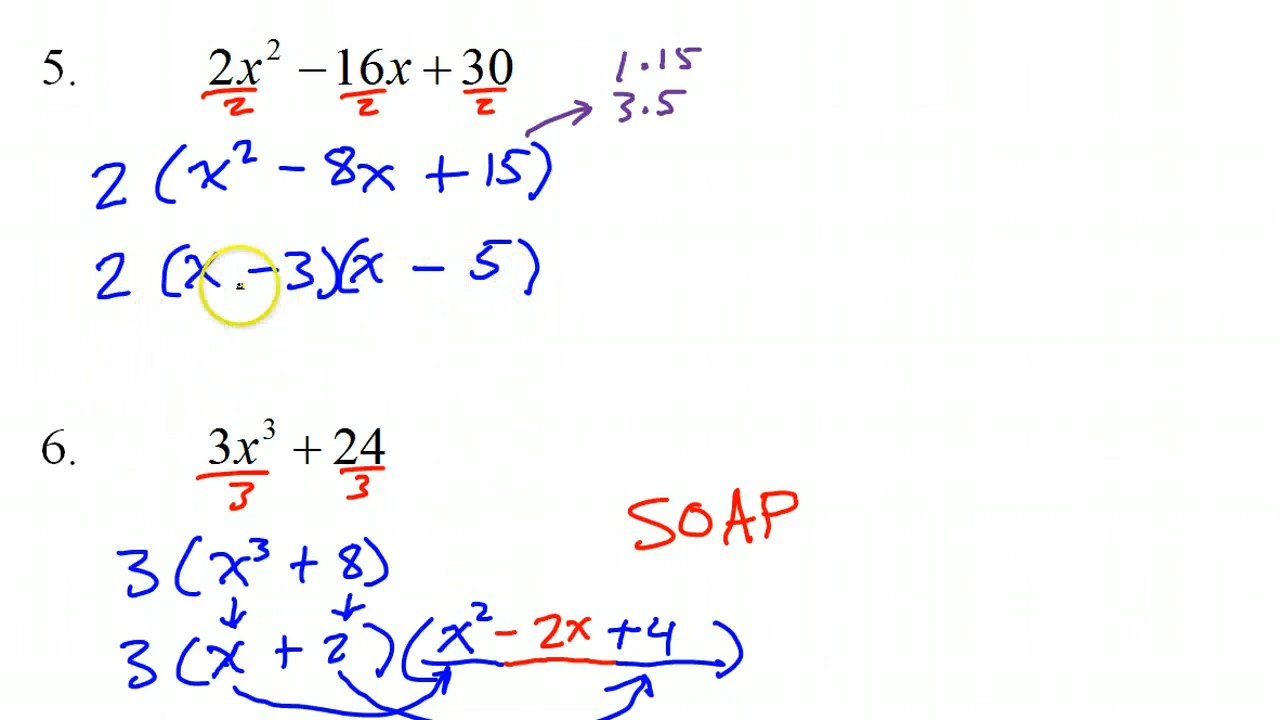 5. 2x² − 16x + 30
2 2 2
1·15
3·5
2 (x² − 8x + 15)
2 (x − 3)(x − 5)
6. 3x³ + 24
3 3
SOAP
3 (x³ + 8)
3 (x + 2)(x² − 2x + 4)